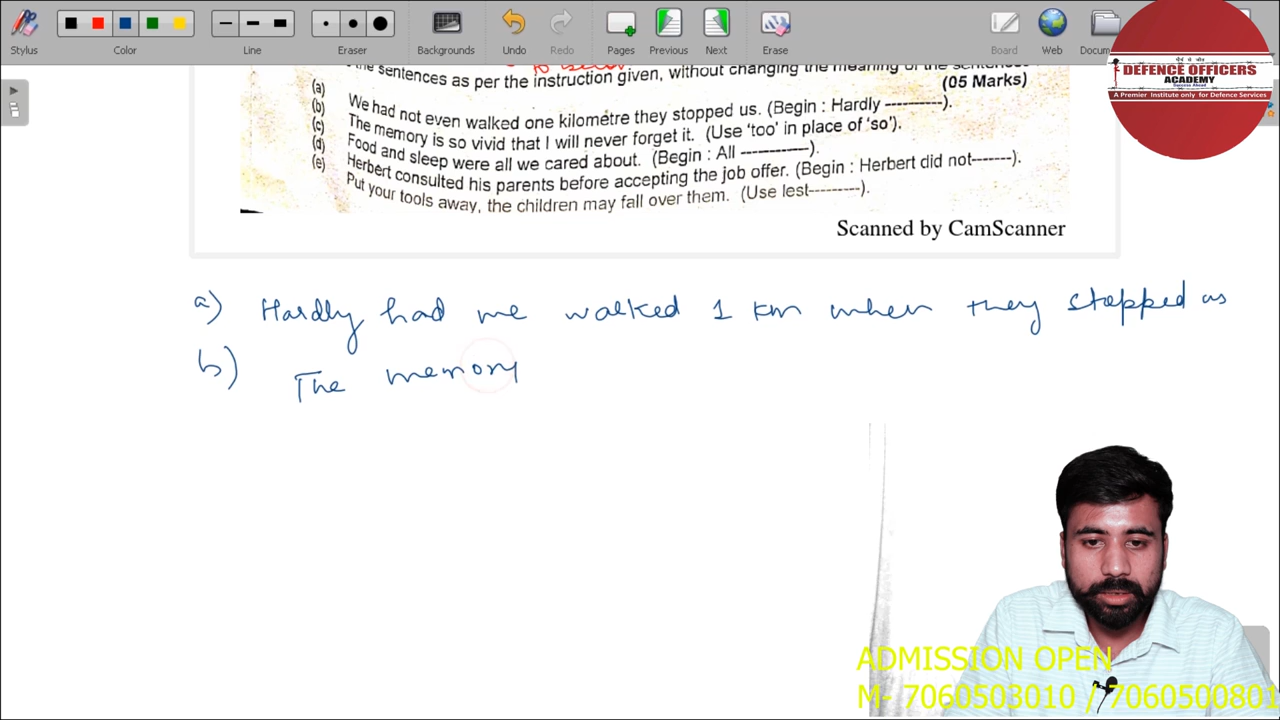 Stylus
Color
Line
Eraser
Backgrounds
Undo
Redo
Pages
Previous
Next
Erase
Board
Web
Docum
the sentences as per the instruction given, without changing the meaning of the sentences
(05 Marks)
(a) We had not even walked one kilometre they stopped us. (Begin : Hardly ----------).
(b) The memory is so vivid that I will never forget it. (Use 'too' in place of 'so').
(c) Food and sleep were all we cared about. (Begin : All -----------).
(d) Herbert consulted his parents before accepting the job offer. (Begin : Herbert did not-------).
(e) Put your tools away, the children may fall over them. (Use lest---------).
Scanned by CamScanner
a) Hardly had we walked 1 km when they stopped us
b) The memory
DEFENCE OFFICERS
ACADEMY
Success Ahead
A Premier Institute only for Defence Services
ADMISSION OPEN
M- 7060503010 / 7060500801